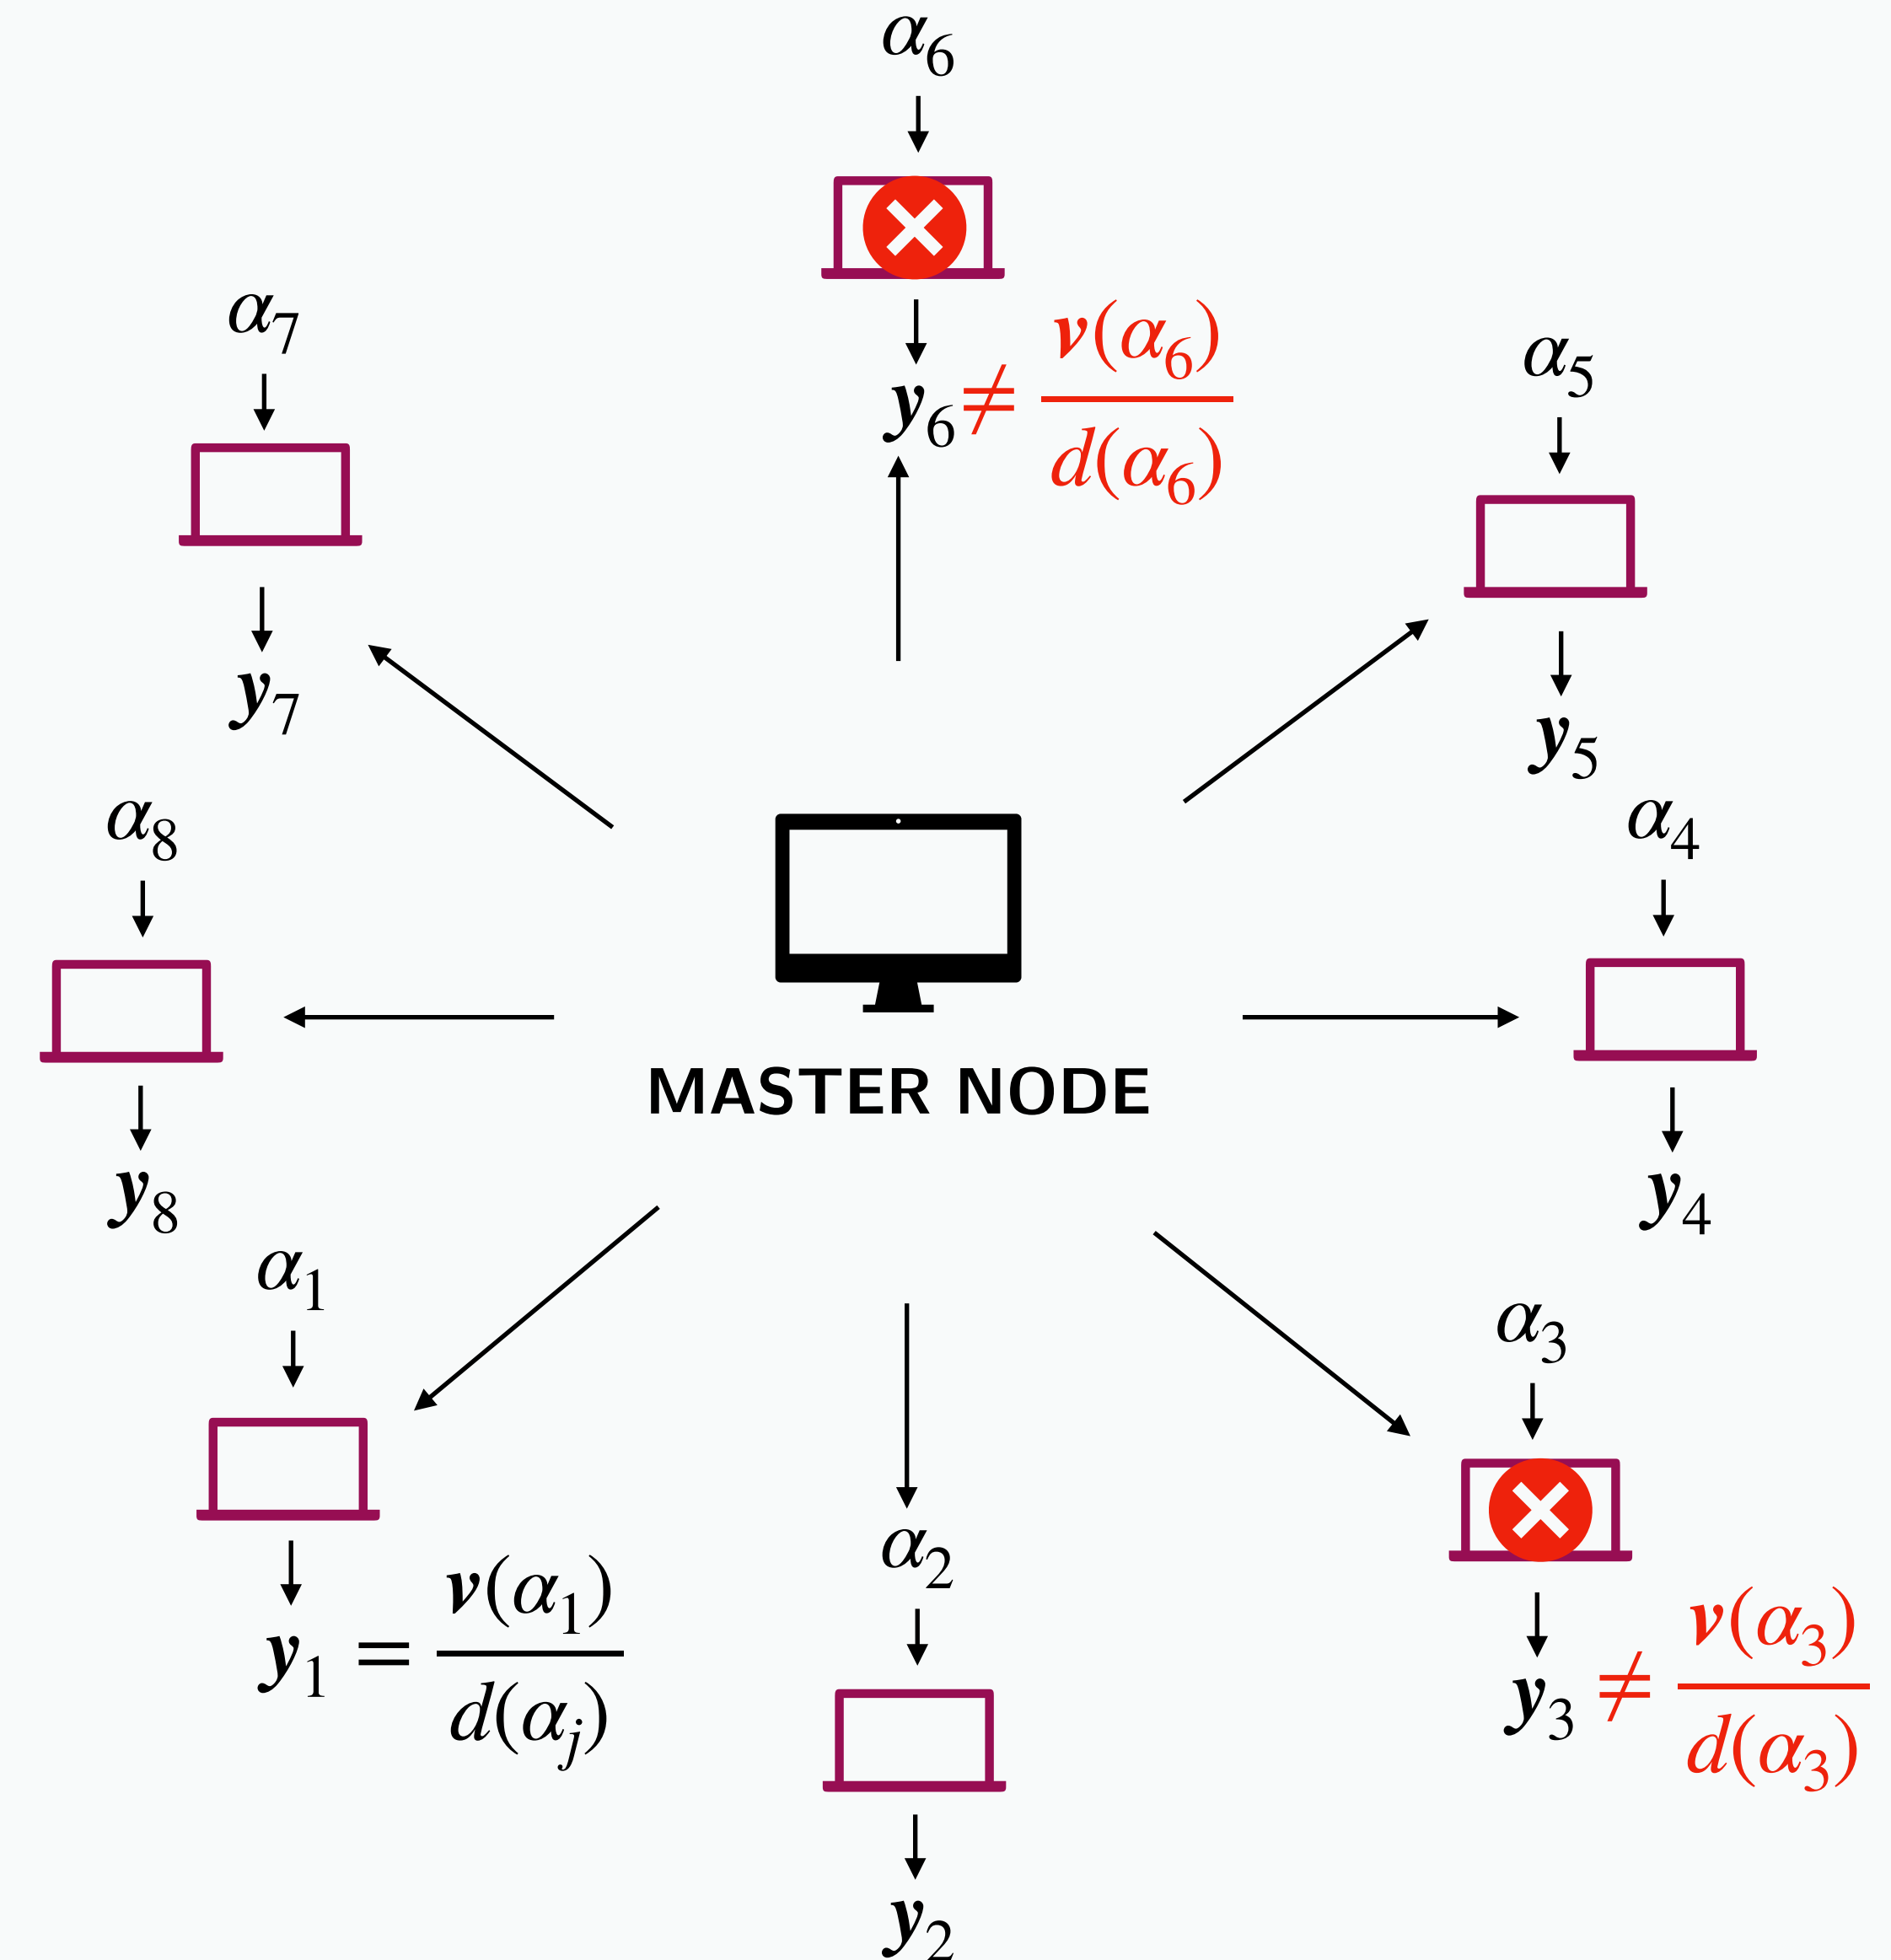 α6
y6 ≠ v(α6) / d(α6)
α7
y7
α5
y5
α8
y8
α4
y4
MASTER NODE
α1
y1 = v(α1) / d(αj)
α3
y3 ≠ v(α3) / d(α3)
α2
y2